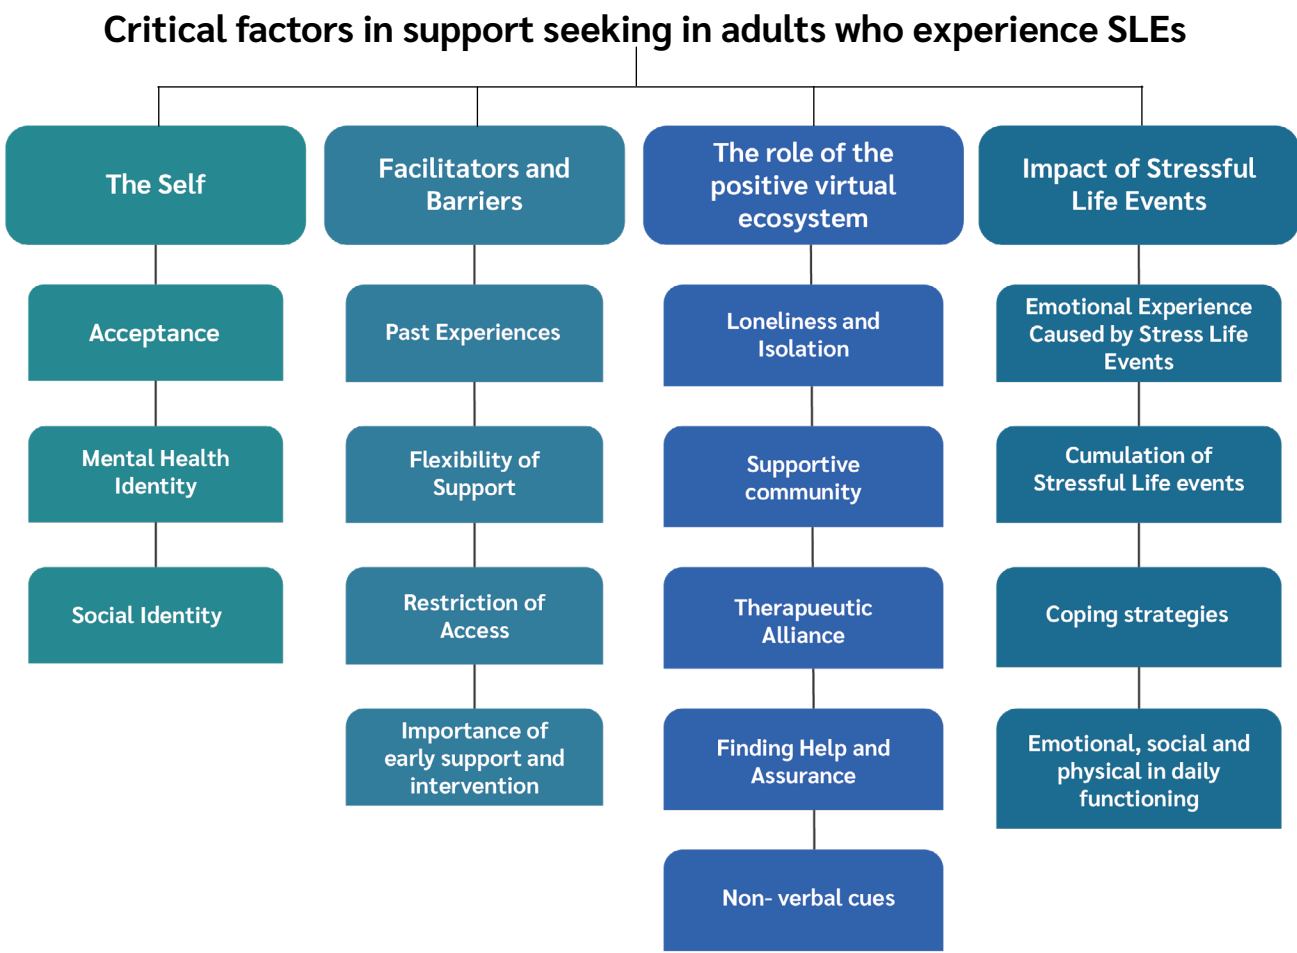 Critical factors in support seeking in adults who experience SLEs
The Self
Acceptance
Mental Health
Identity
Social Identity
Facilitators and
Barriers
Past Experiences
Flexibility of
Support
Restriction of
Access
Importance of
early support and
intervention
The role of the
positive virtual
ecosystem
Loneliness and
Isolation
Supportive
community
Therapueutic
Alliance
Finding Help and
Assurance
Non- verbal cues
Impact of Stressful
Life Events
Emotional Experience
Caused by Stress Life
Events
Cumulation of
Stressful Life events
Coping strategies
Emotional, social and
physical in daily
functioning